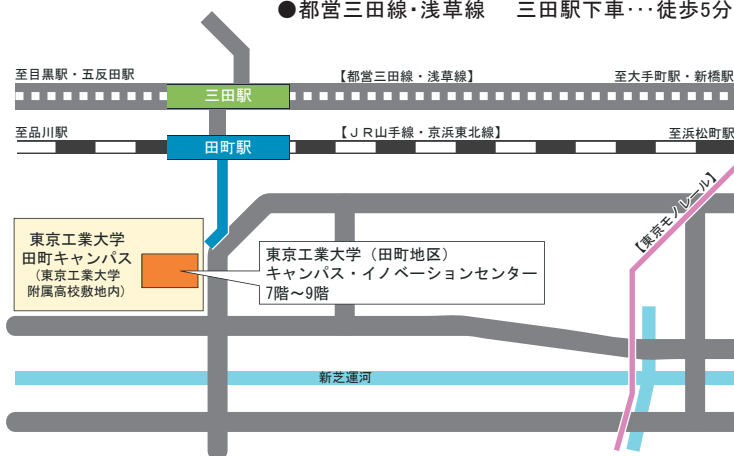 ●都営三田線・浅草線　三田駅下車･･･徒歩5分
至目黒駅・五反田駅
【都営三田線・浅草線】
至大手町駅・新橋駅
三田駅
至品川駅
【ＪＲ山手線・京浜東北線】
至浜松町駅
田町駅
【東京モノレール】
東京工業大学
田町キャンパス
（東京工業大学
附属高校敷地内）
東京工業大学（田町地区）
キャンパス・イノベーションセンター
7階～9階
新芝運河